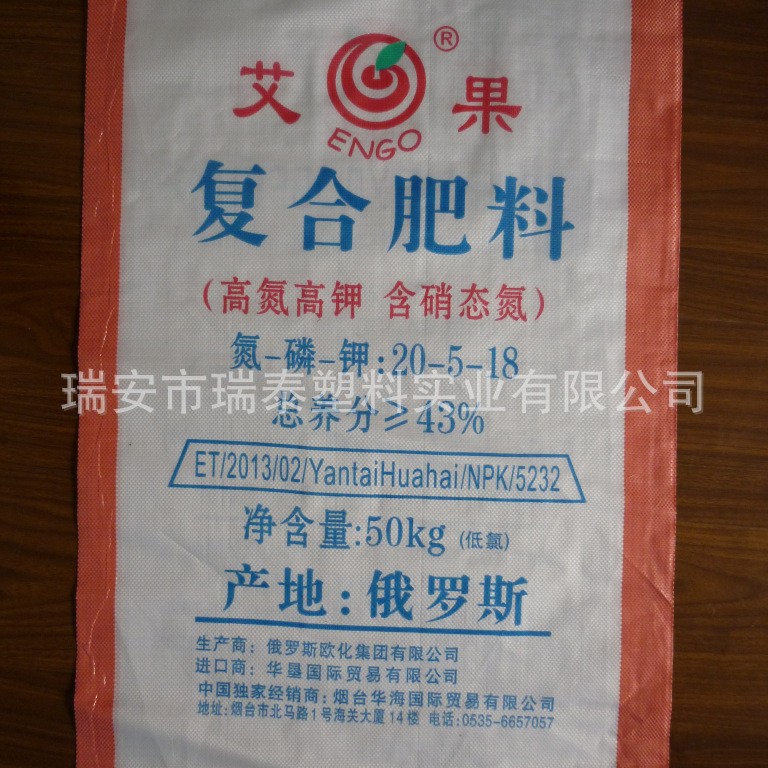 艾 ® 果
ENGO
复合肥料
(高氮高钾 含硝态氮)
氮-磷-钾:20-5-18
瑞安市瑞泰塑料实业有限公司
总养分≥43%
ET/2013/02/YantaiHuahai/NPK/5232
净含量:50kg (低氯)
产地:俄罗斯
生产商:俄罗斯欧化集团有限公司
进口商:华垦国际贸易有限公司
中国独家经销商:烟台华海国际贸易有限公司
地址:烟台市北马路1号海关大厦14楼 电话:0535-6657057